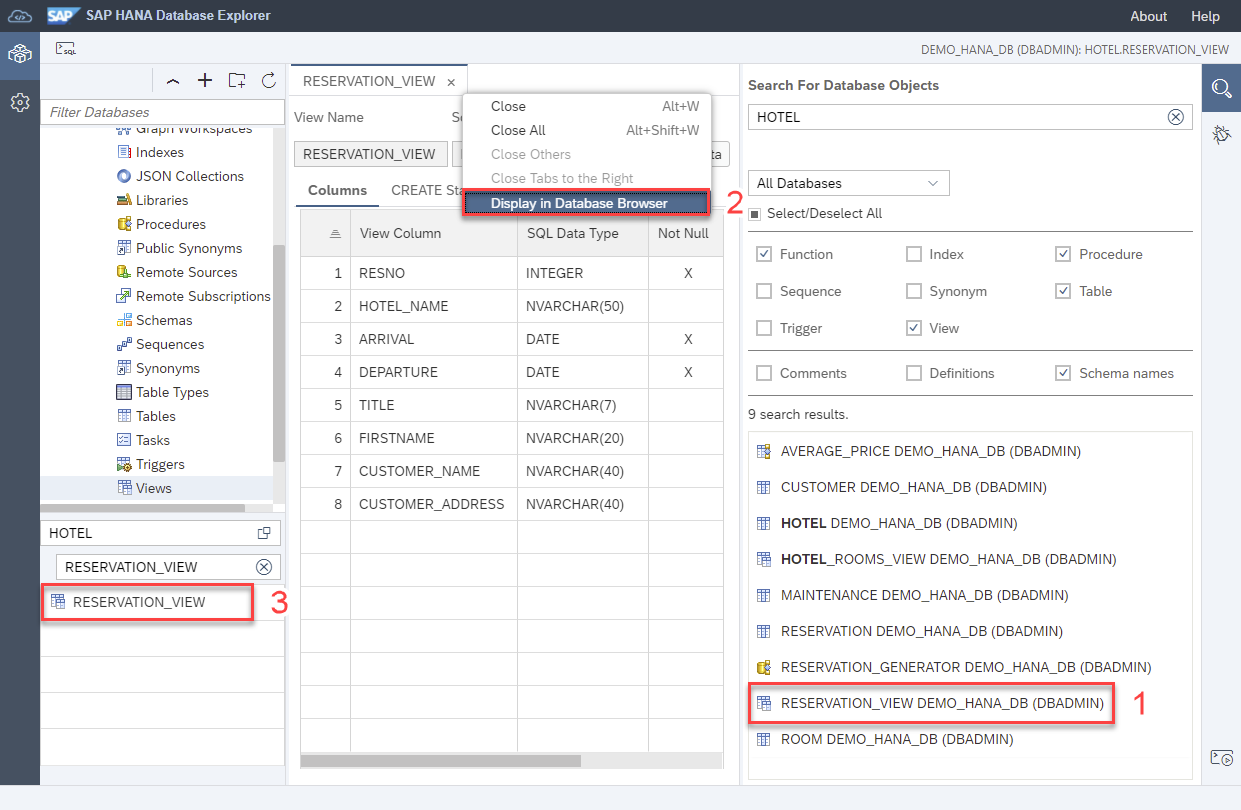 SAP SAP HANA Database Explorer About Help
SQL DEMO_HANA_DB (DBADMIN): HOTEL.RESERVATION_VIEW
Filter Databases
Graph Workspaces
Indexes
JSON Collections
Libraries
Procedures
Public Synonyms
Remote Sources
Remote Subscriptions
Schemas
Sequences
Synonyms
Table Types
Tables
Tasks
Triggers
Views
HOTEL
RESERVATION_VIEW
RESERVATION_VIEW 3
RESERVATION_VIEW
View Name
RESERVATION_VIEW
Columns CREATE
Close Alt+W
Close All Alt+Shift+W
Close Others
Close Tabs to the Right
Display in Database Browser 2
View Column SQL Data Type Not Null
1 RESNO INTEGER X
2 HOTEL_NAME NVARCHAR(50)
3 ARRIVAL DATE X
4 DEPARTURE DATE X
5 TITLE NVARCHAR(7)
6 FIRSTNAME NVARCHAR(20)
7 CUSTOMER_NAME NVARCHAR(40)
8 CUSTOMER_ADDRESS NVARCHAR(40)
Search For Database Objects
HOTEL
All Databases
Select/Deselect All
Function Index Procedure
Sequence Synonym Table
Trigger View
Comments Definitions Schema names
9 search results.
AVERAGE_PRICE DEMO_HANA_DB (DBADMIN)
CUSTOMER DEMO_HANA_DB (DBADMIN)
HOTEL DEMO_HANA_DB (DBADMIN)
HOTEL_ROOMS_VIEW DEMO_HANA_DB (DBADMIN)
MAINTENANCE DEMO_HANA_DB (DBADMIN)
RESERVATION DEMO_HANA_DB (DBADMIN)
RESERVATION_GENERATOR DEMO_HANA_DB (DBADMIN)
RESERVATION_VIEW DEMO_HANA_DB (DBADMIN) 1
ROOM DEMO_HANA_DB (DBADMIN)